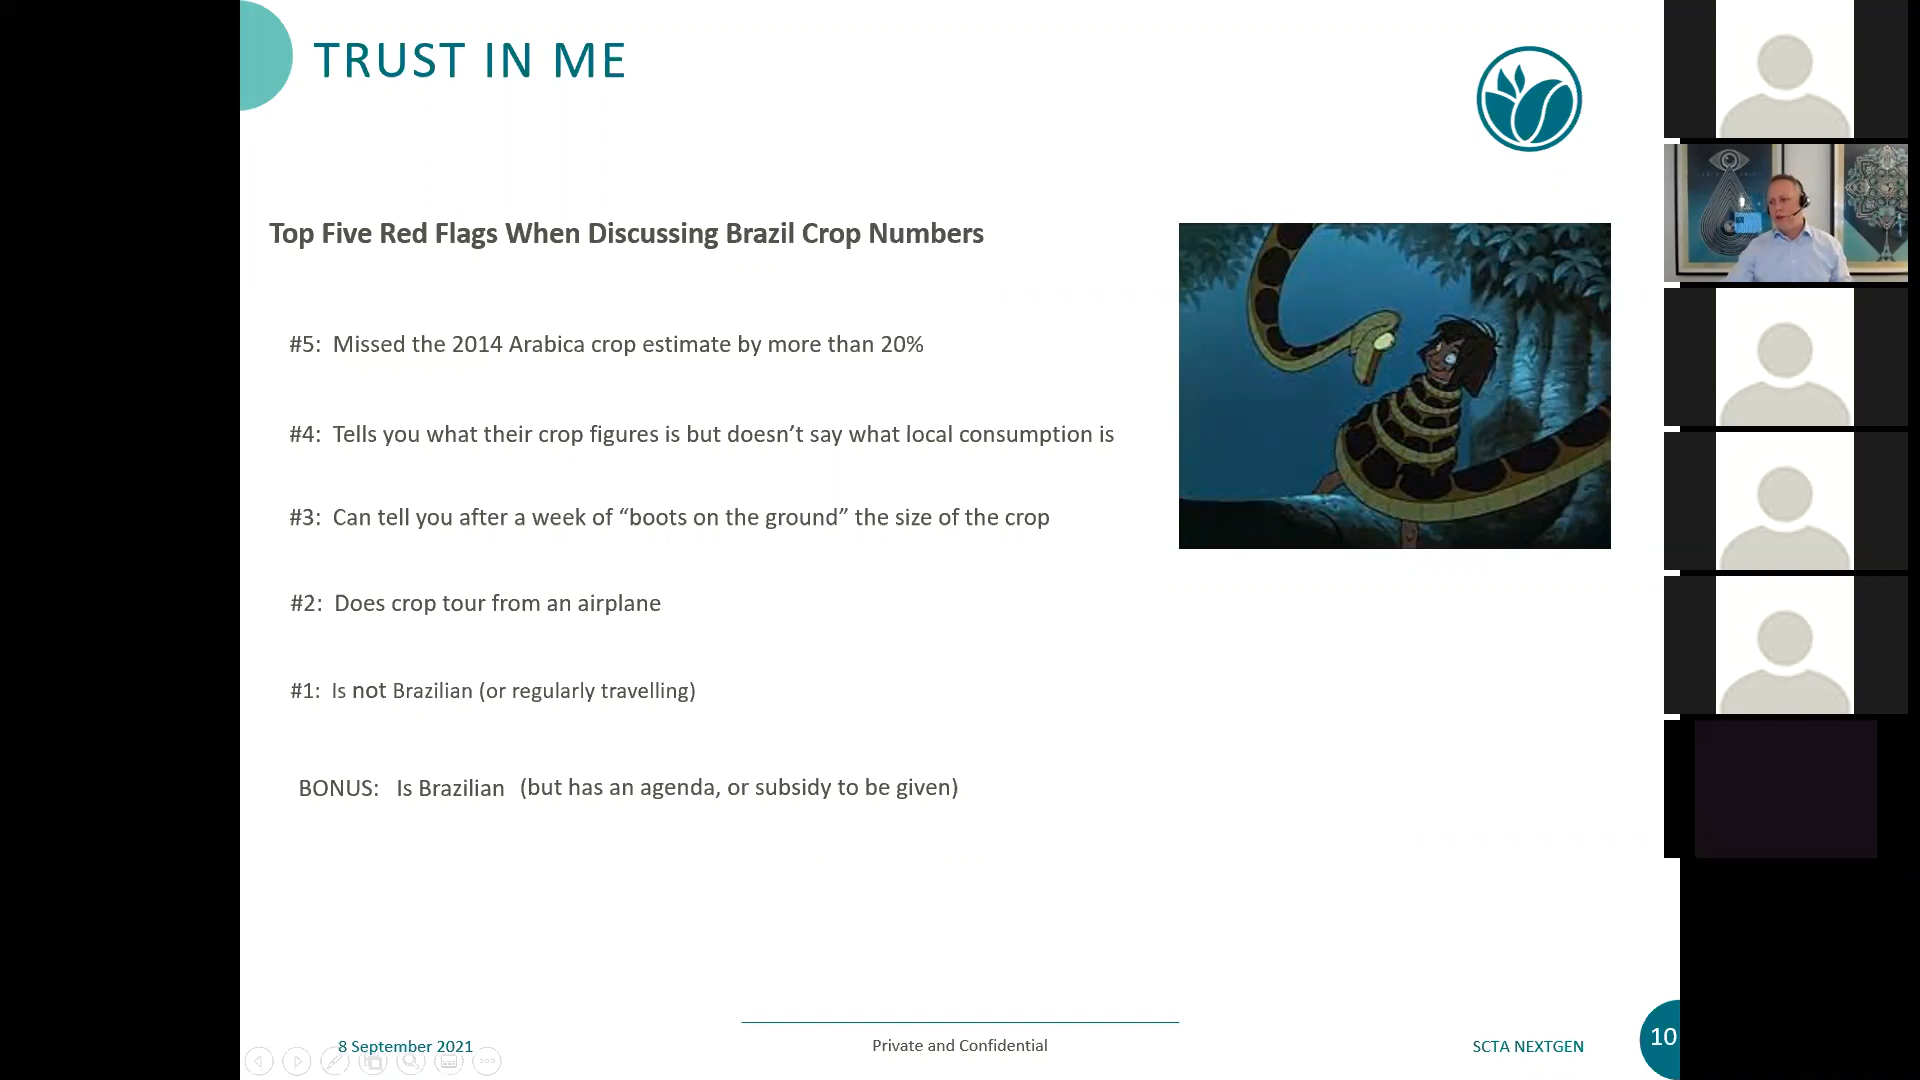 TRUST IN ME
Top Five Red Flags When Discussing Brazil Crop Numbers
#5: Missed the 2014 Arabica crop estimate by more than 20%
#4: Tells you what their crop figures is but doesn’t say what local consumption is
#3: Can tell you after a week of “boots on the ground” the size of the crop
#2: Does crop tour from an airplane
#1: Is not Brazilian (or regularly travelling)
BONUS: Is Brazilian (but has an agenda, or subsidy to be given)
8 September 2021
Private and Confidential
SCTA NEXTGEN
10